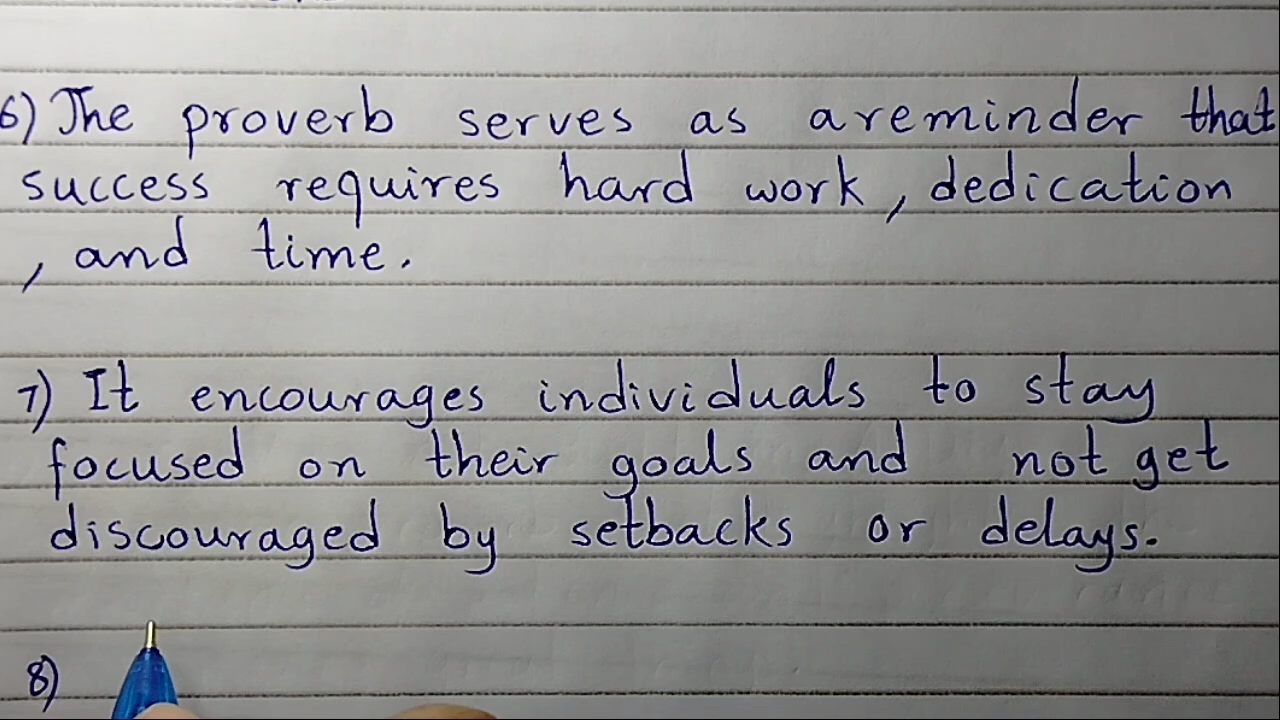 6) The proverb serves as areminder that
success requires hard work, dedication
, and time.
7) It encourages individuals to stay
focused on their goals and not get
discouraged by setbacks or delays.
8)